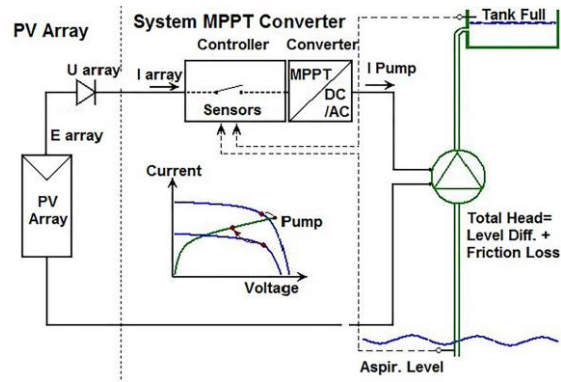 PV Array
System MPPT Converter
Tank Full
Controller
Converter
U array
I array
MPPT
DC
/AC
I Pump
Sensors
E array
PV
Array
Current
Pump
Voltage
Total Head=
Level Diff. +
Friction Loss
Aspir. Level